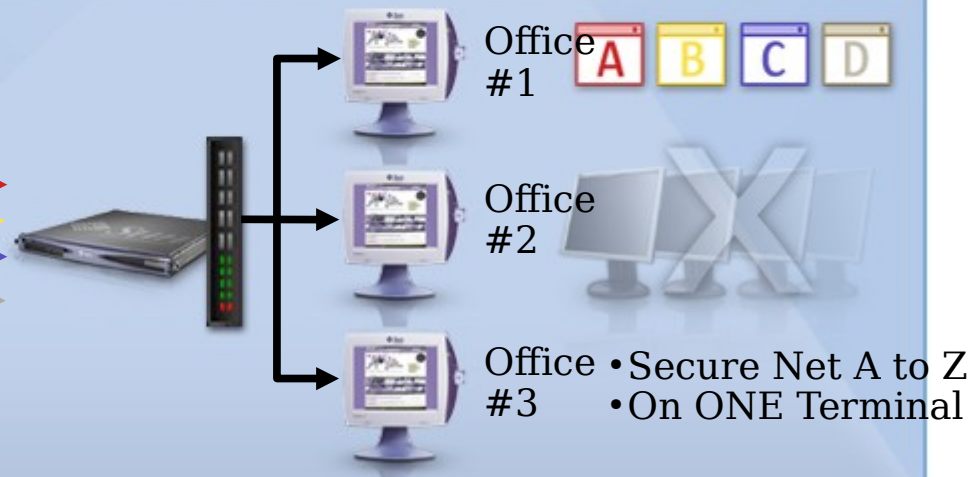 Office
#1
A B C D
Office
#2
Office
#3
•Secure Net A to Z
•On ONE Terminal